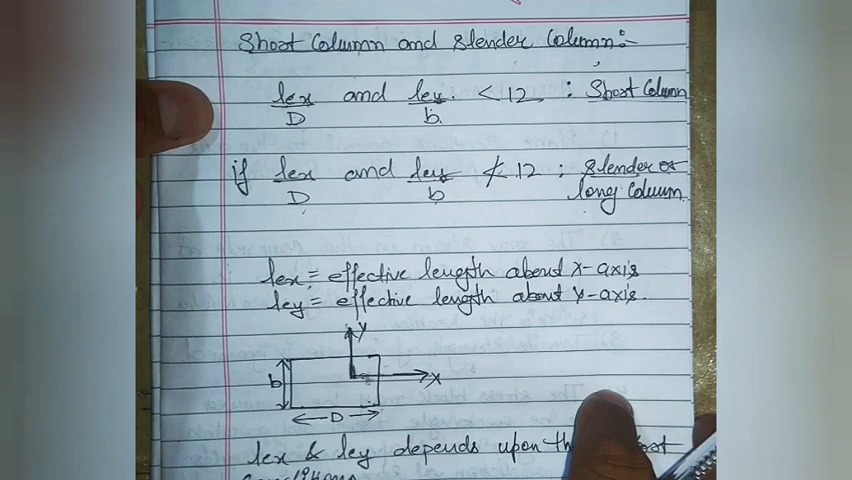 Short Column and Slender Column:-
lex/D and ley/b < 12 : Short Column
if lex/D and ley/b ≮ 12 : Slender or
long Column
lex = effective length about x-axis
ley = effective length about y-axis.
Y
b
X
D
lex & ley depends upon